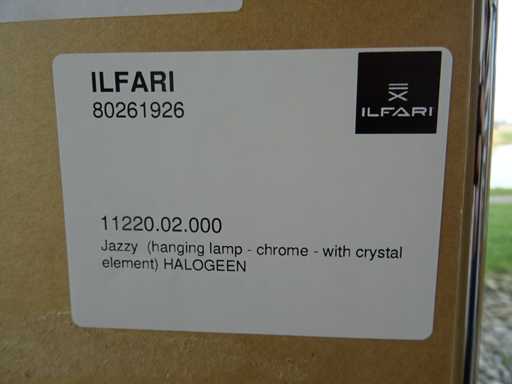 ILFARI
80261926
ILFARI
11220.02.000
Jazzy (hanging lamp - chrome - with crystal
element) HALOGEEN